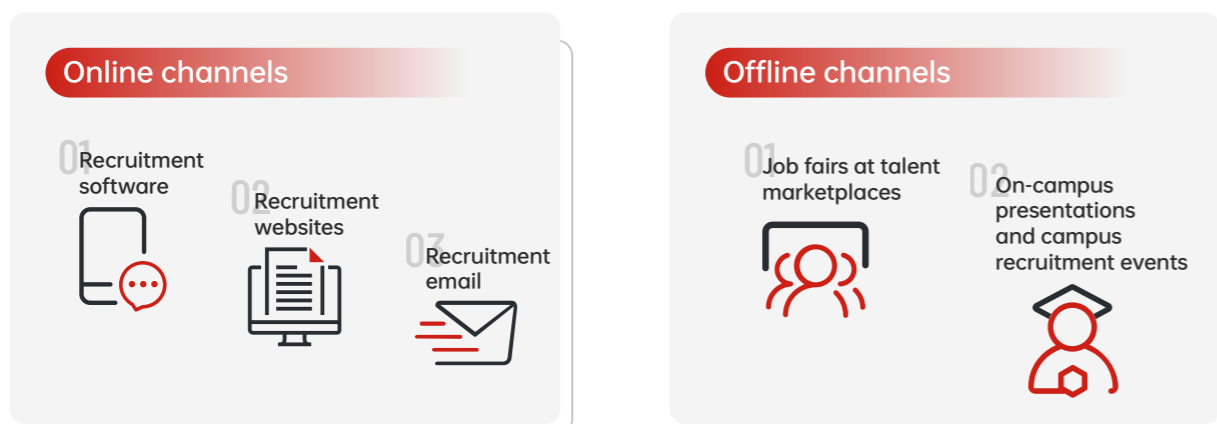 Online channels
01
Recruitment
software
02
Recruitment
websites
03
Recruitment
email
Offline channels
01
Job fairs at talent
marketplaces
02
On-campus
presentations
and campus
recruitment events